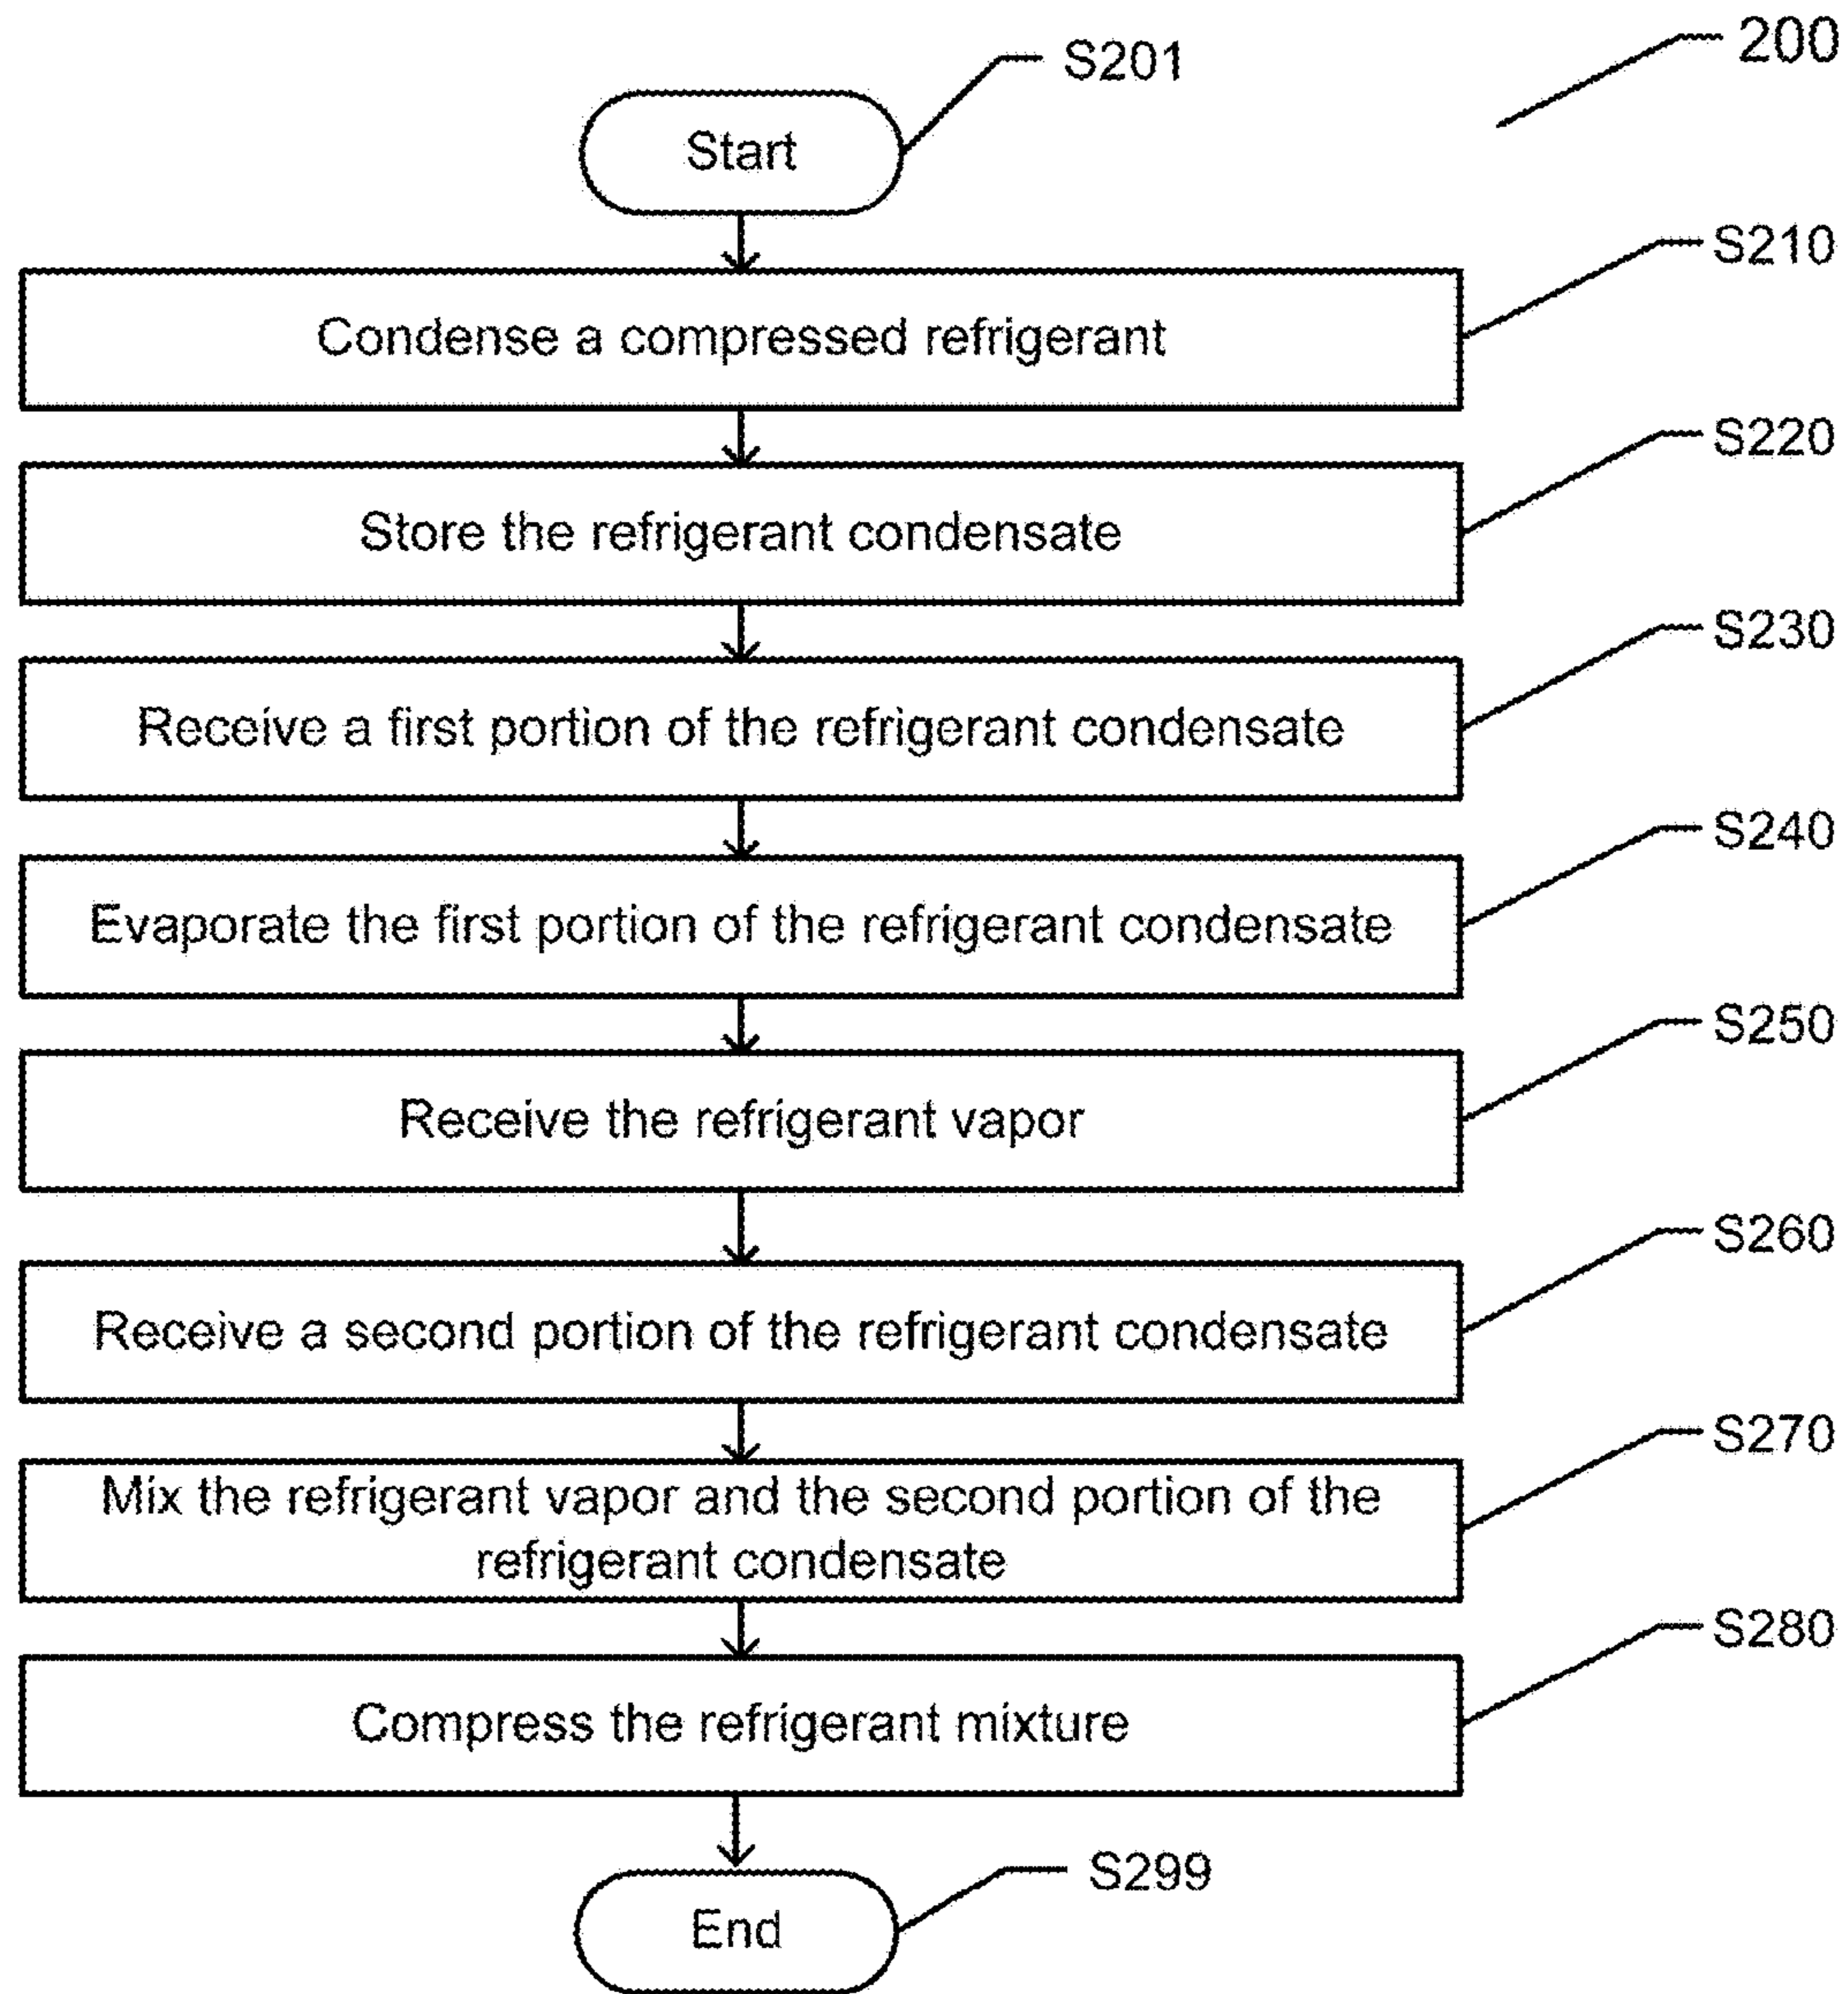 200
S201
Start
S210
Condense a compressed refrigerant
S220
Store the refrigerant condensate
S230
Receive a first portion of the refrigerant condensate
S240
Evaporate the first portion of the refrigerant condensate
S250
Receive the refrigerant vapor
S260
Receive a second portion of the refrigerant condensate
S270
Mix the refrigerant vapor and the second portion of the
refrigerant condensate
S280
Compress the refrigerant mixture
S299
End